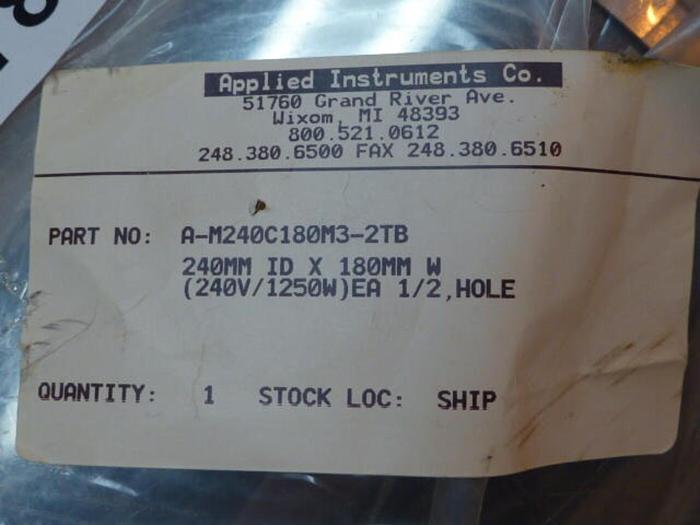 Applied Instruments Co.
51760 Grand River Ave.
Wixom, MI 48393
800.521.0612
248.380.6500 FAX 248.380.6510
PART NO: A-M240C180M3-2TB
240MM ID X 180MM W
(240V/1250W)EA 1/2,HOLE
QUANTITY: 1 STOCK LOC: SHIP